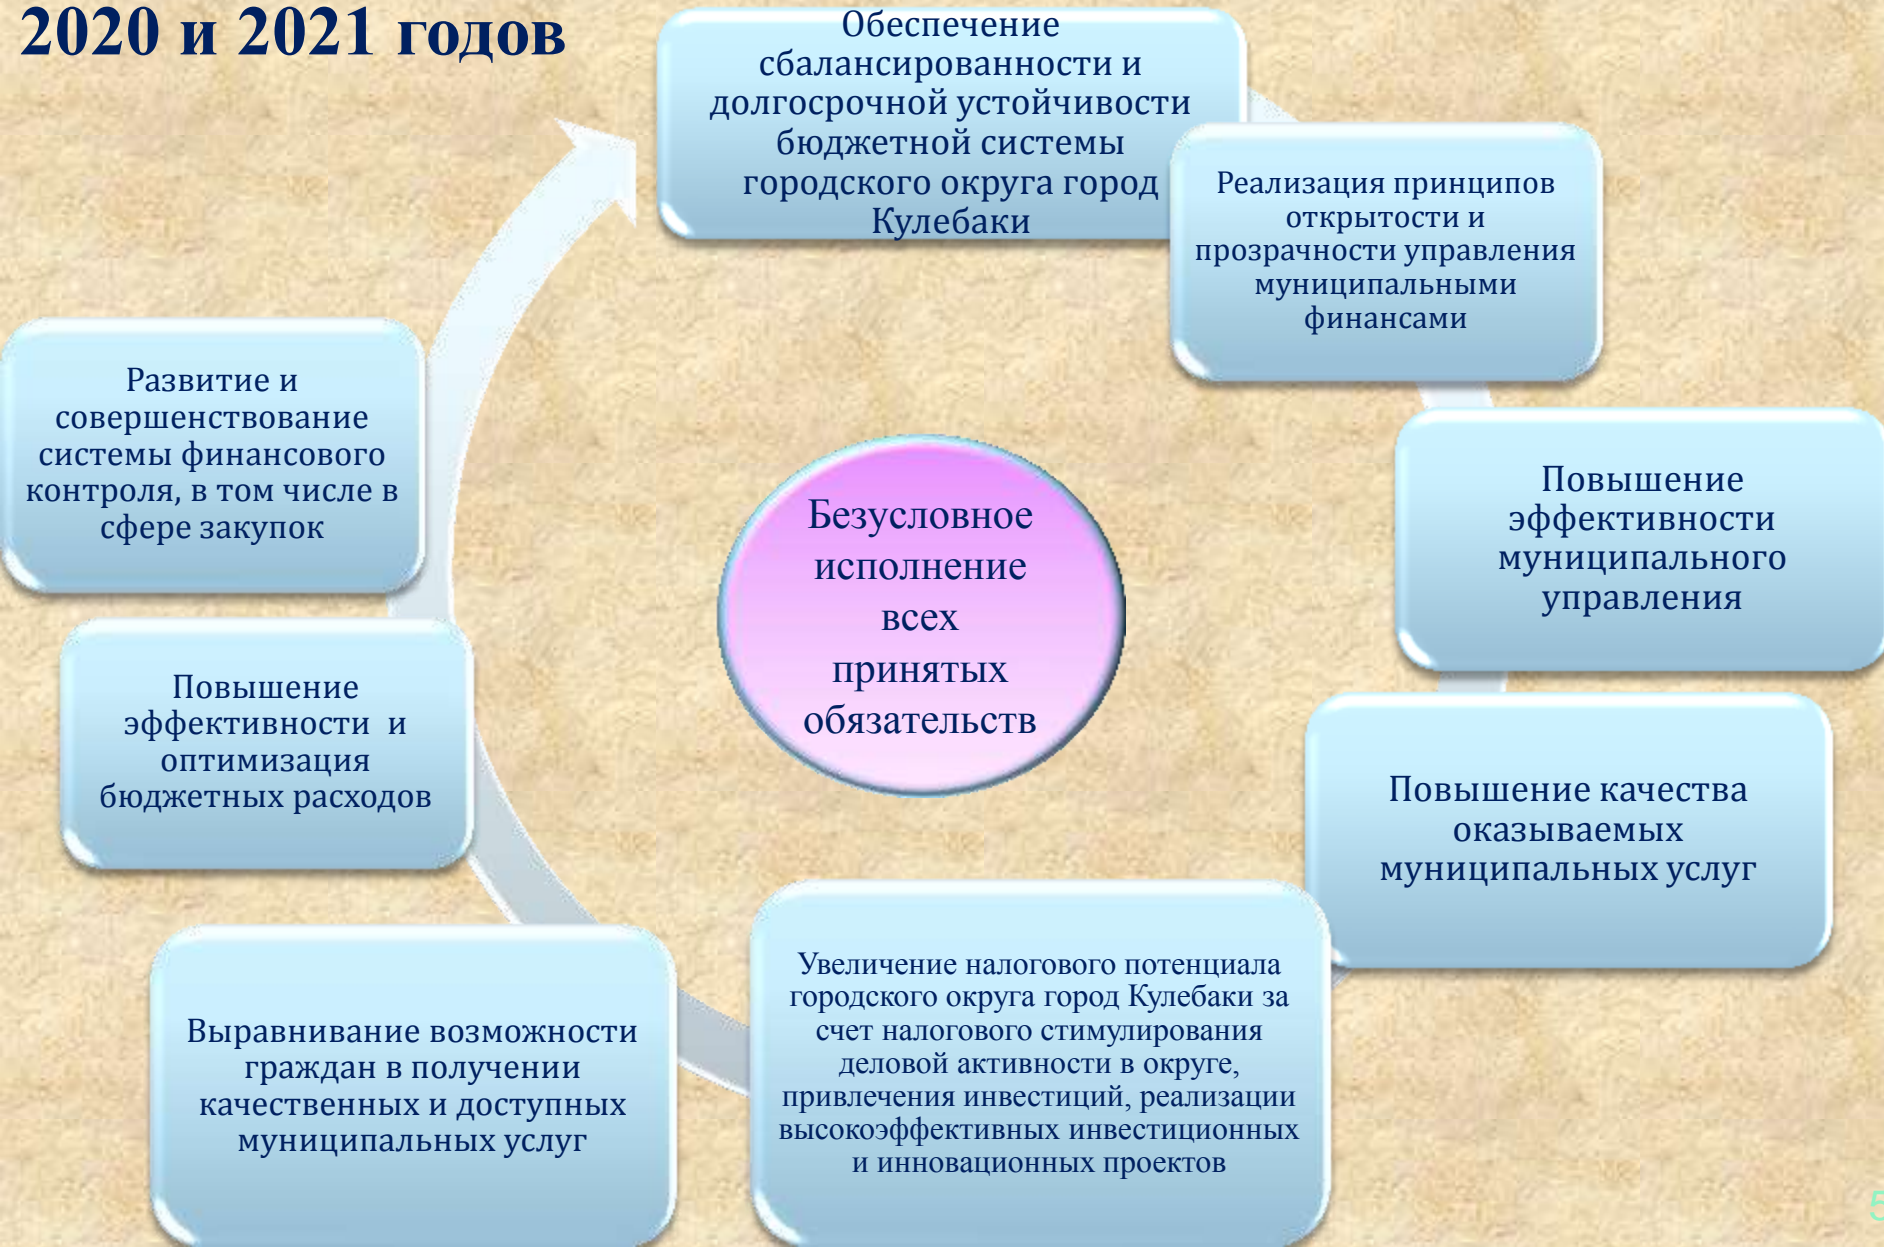 2020 и 2021 годов
Обеспечение
сбалансированности и
долгосрочной устойчивости
бюджетной системы
городского округа город
Кулебаки
Реализация принципов
открытости и
прозрачности управления
муниципальными
финансами
Повышение
эффективности
муниципального
управления
Повышение качества
оказываемых
муниципальных услуг
Увеличение налогового потенциала
городского округа город Кулебаки за
счет налогового стимулирования
деловой активности в округе,
привлечения инвестиций, реализации
высокоэффективных инвестиционных
и инновационных проектов
Выравнивание возможности
граждан в получении
качественных и доступных
муниципальных услуг
Повышение
эффективности и
оптимизация
бюджетных расходов
Развитие и
совершенствование
системы финансового
контроля, в том числе в
сфере закупок
Безусловное
исполнение
всех
принятых
обязательств
5